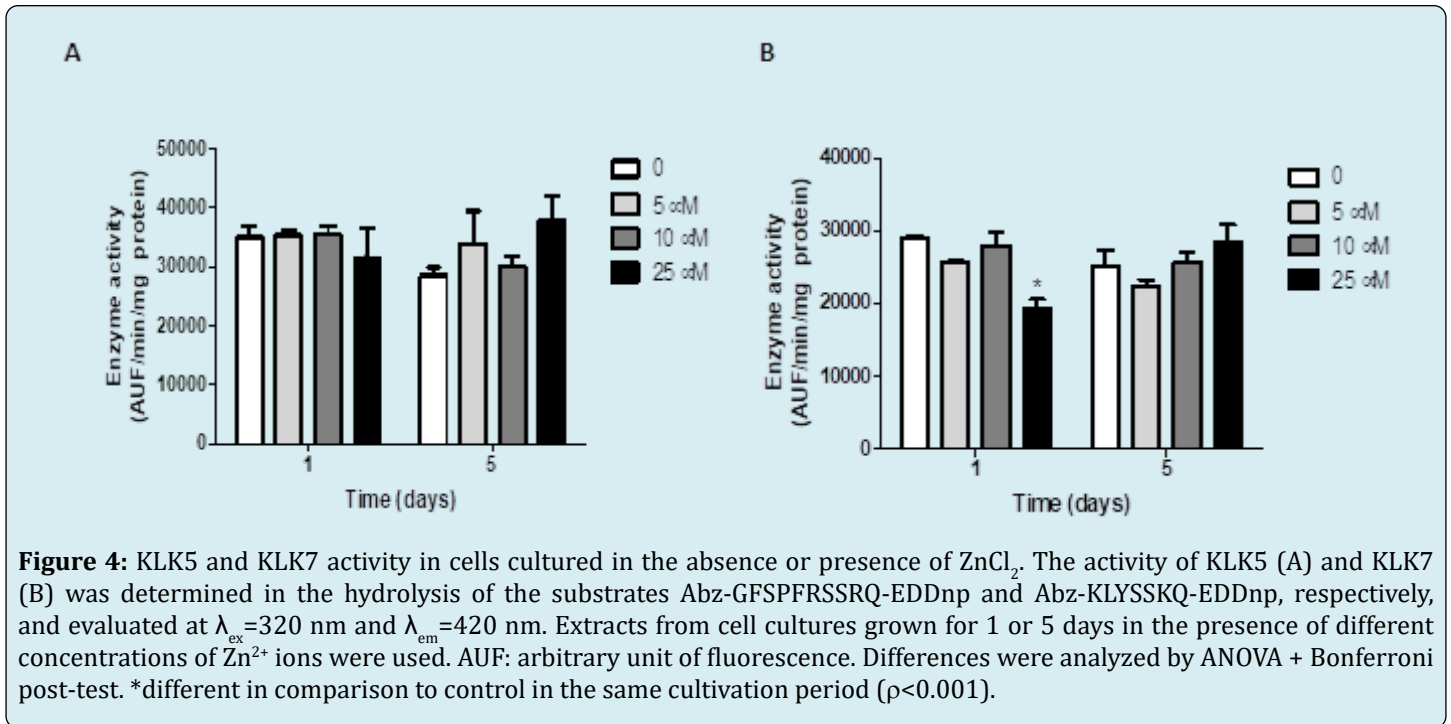 A
Enzyme activity
(AUF/min/mg protein)
50000
40000
30000
20000
10000
0
1
5
Time (days)
0
5 ∝M
10 ∝M
25 ∝M
B
Enzyme activity
(AUF/min/mg protein)
40000
30000
20000
10000
0
*
1
5
Time (days)
0
5 ∝M
10 ∝M
25 ∝M
Figure 4: KLK5 and KLK7 activity in cells cultured in the absence or presence of ZnCl₂. The activity of KLK5 (A) and KLK7
(B) was determined in the hydrolysis of the substrates Abz-GFSPFRSSRQ-EDDnp and Abz-KLYSSKQ-EDDnp, respectively,
and evaluated at λex=320 nm and λem=420 nm. Extracts from cell cultures grown for 1 or 5 days in the presence of different
concentrations of Zn²⁺ ions were used. AUF: arbitrary unit of fluorescence. Differences were analyzed by ANOVA + Bonferroni
post-test. *different in comparison to control in the same cultivation period (ρ<0.001).